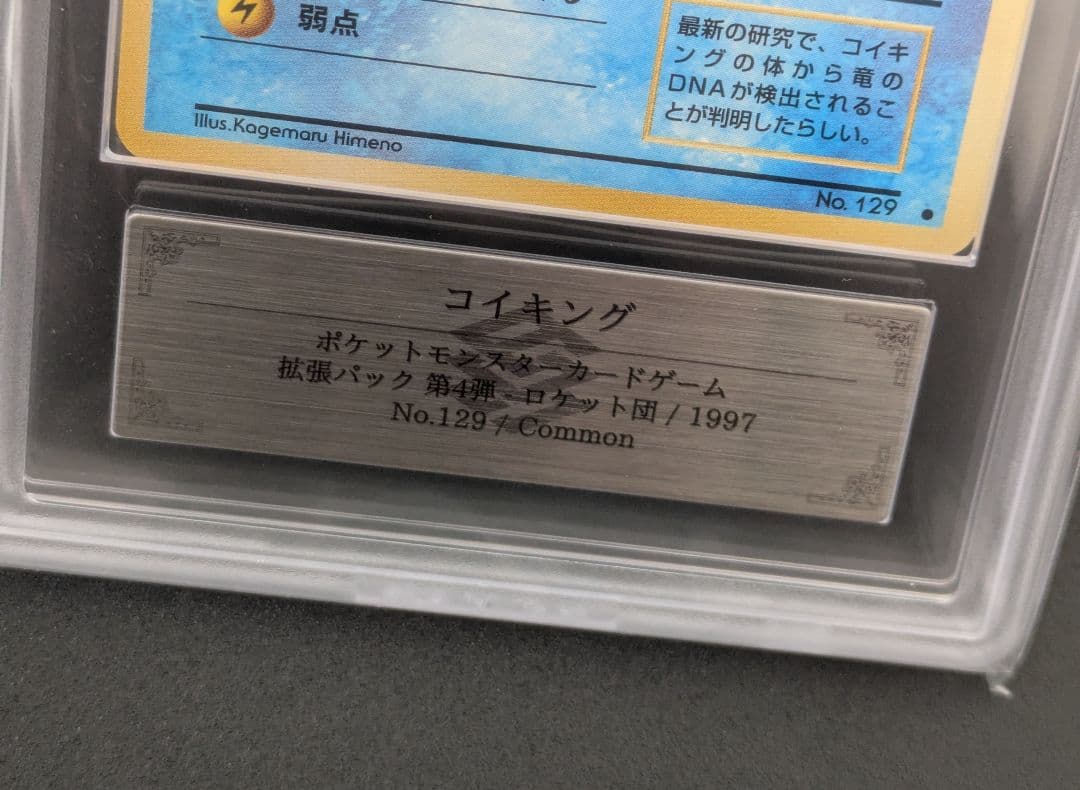 弱点
最新の研究で、コイキ
ングの体から竜の
DNAが検出されるこ
とが判明したらしい。
Illus.Kagemaru Himeno
No. 129 ●
コイキング
ポケットモンスターカードゲーム
拡張パック 第4弾 - ロケット団 / 1997
No.129 / Common